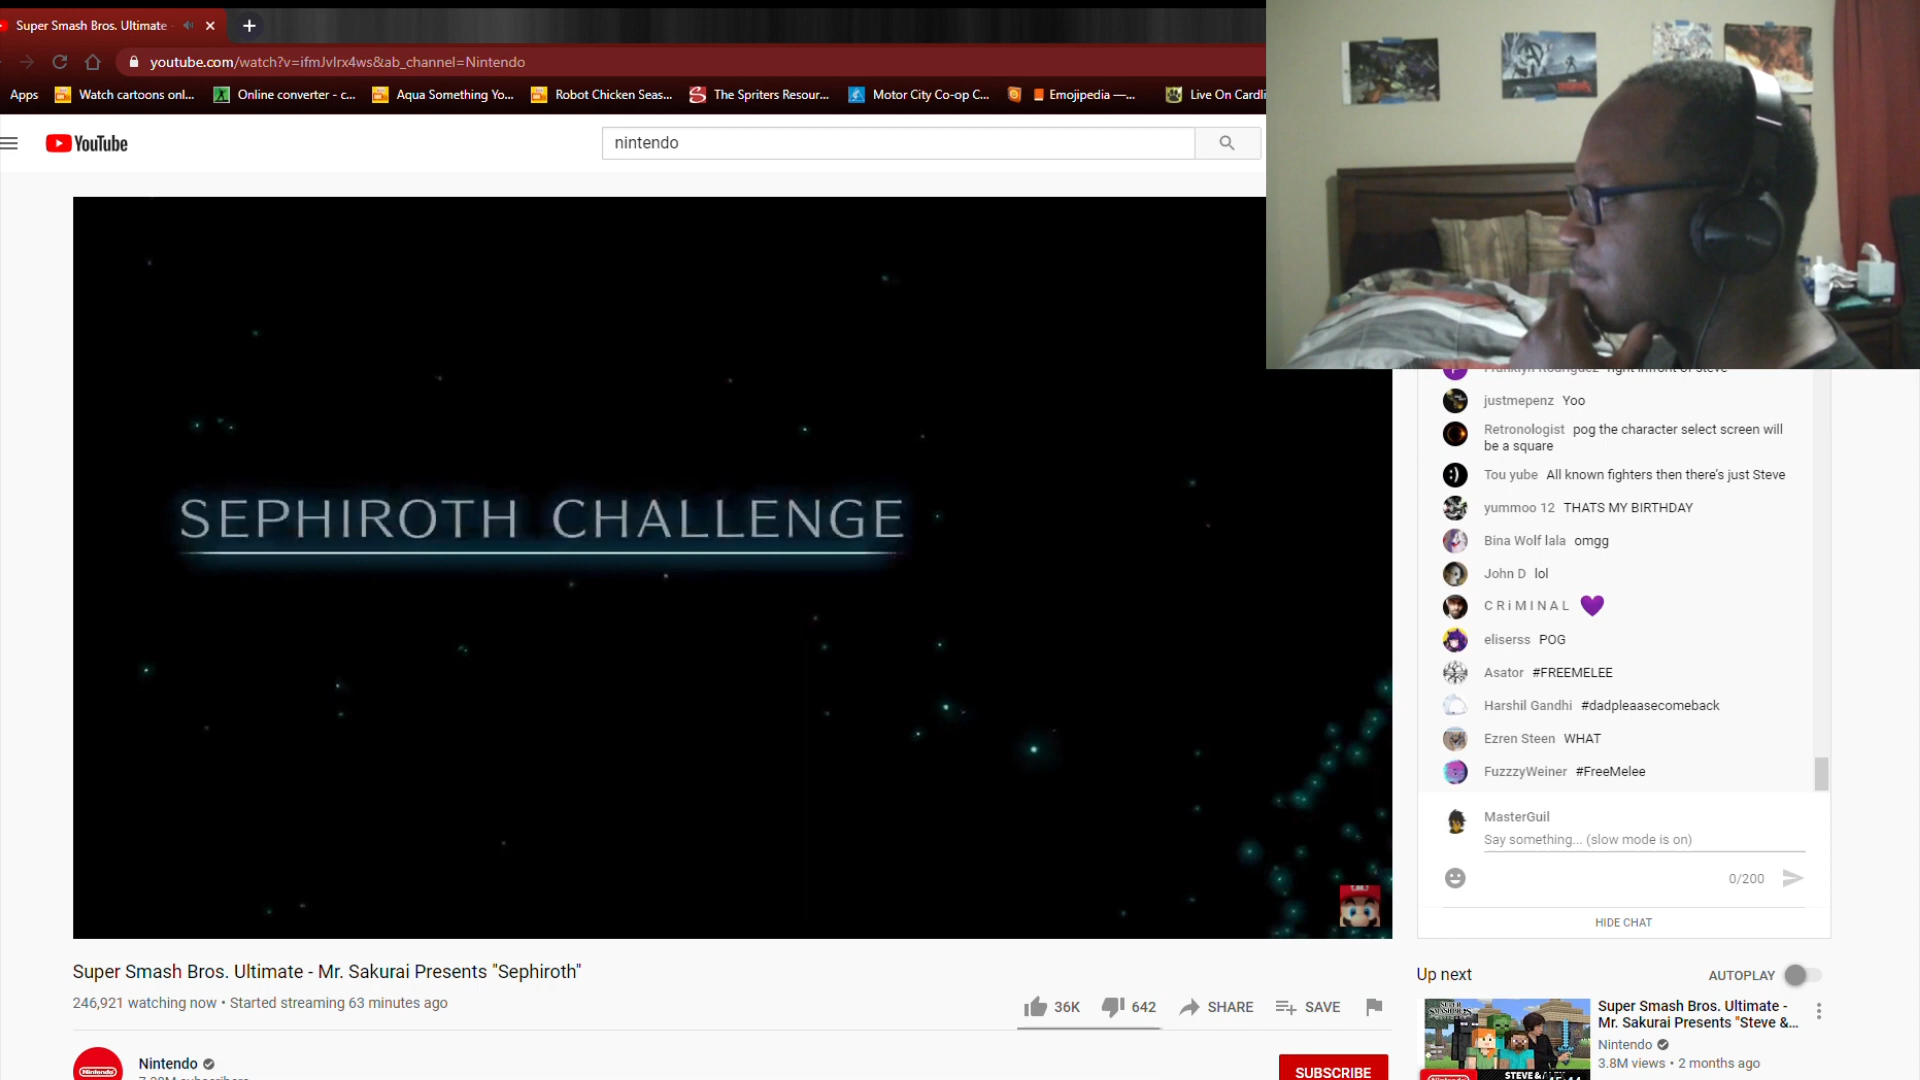 Super Smash Bros. Ultimate
youtube.com/watch?v=ifmJvIrx4ws&ab_channel=Nintendo
Apps
Watch cartoons onl...
Online converter - c...
Aqua Something Yo...
Robot Chicken Seas...
The Spriters Resour...
Motor City Co-op C...
Emojipedia —...
Live On Cardli
YouTube
nintendo
SEPHIROTH CHALLENGE
justmepenz Yoo
Retronologist pog the character select screen will
be a square
Tou yube All known fighters then there's just Steve
yummoo 12 THATS MY BIRTHDAY
Bina Wolf lala omgg
John D lol
C R i M I N A L 💜
eliserss POG
Asator #FREEMELEE
Harshil Gandhi #dadpleaasecomeback
Ezren Steen WHAT
FuzzzyWeiner #FreeMelee
MasterGuil
Say something... (slow mode is on)
0/200
HIDE CHAT
Super Smash Bros. Ultimate - Mr. Sakurai Presents "Sephiroth"
246,921 watching now • Started streaming 63 minutes ago
36K
642
SHARE
SAVE
Nintendo
SUBSCRIBE
Up next
AUTOPLAY
Super Smash Bros. Ultimate -
Mr. Sakurai Presents "Steve &...
Nintendo
3.8M views • 2 months ago